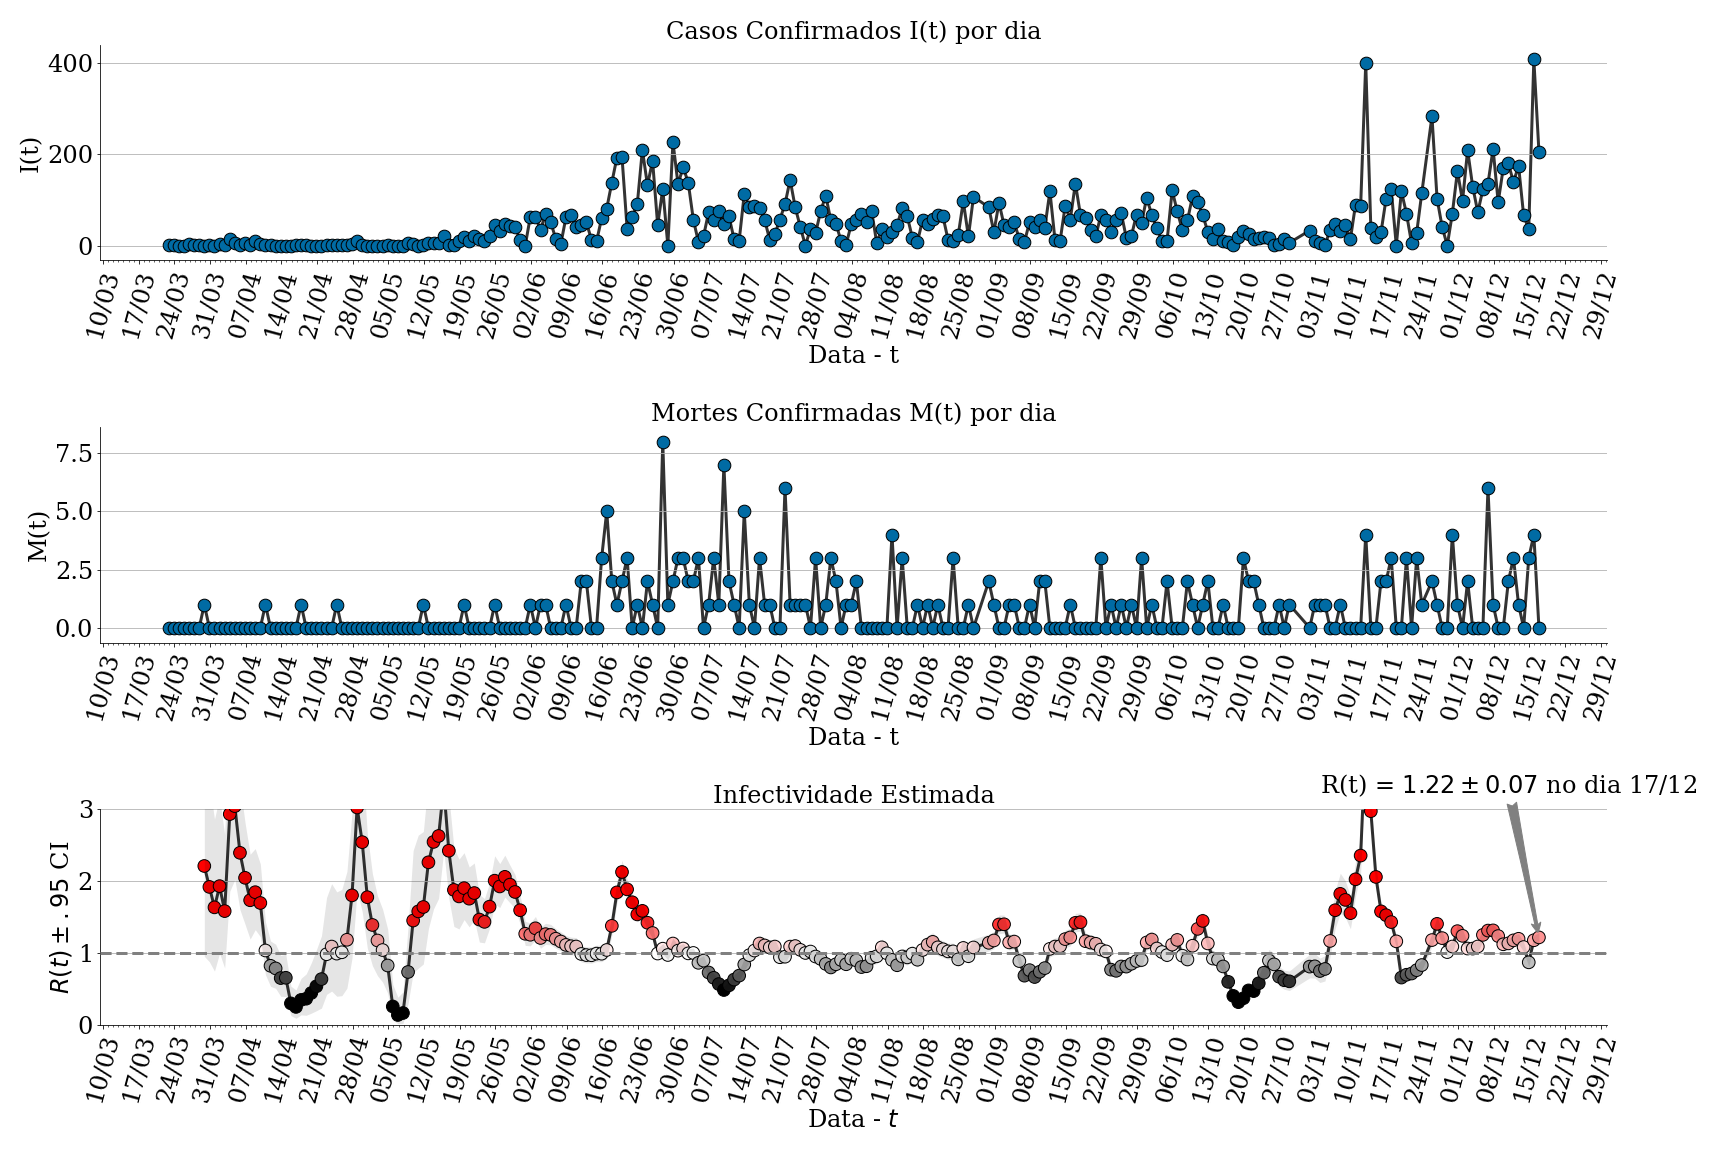 Casos Confirmados I(t) por dia
400
200
0
I(t)
10/03 17/03 24/03 31/03 07/04 14/04 21/04 28/04 05/05 12/05 19/05 26/05 02/06 09/06 16/06 23/06 30/06 07/07 14/07 21/07 28/07 04/08 11/08 18/08 25/08 01/09 08/09 15/09 22/09 29/09 06/10 13/10 20/10 27/10 03/11 10/11 17/11 24/11 01/12 08/12 15/12 22/12 29/12
Data - t
Mortes Confirmadas M(t) por dia
7.5
5.0
2.5
0.0
M(t)
10/03 17/03 24/03 31/03 07/04 14/04 21/04 28/04 05/05 12/05 19/05 26/05 02/06 09/06 16/06 23/06 30/06 07/07 14/07 21/07 28/07 04/08 11/08 18/08 25/08 01/09 08/09 15/09 22/09 29/09 06/10 13/10 20/10 27/10 03/11 10/11 17/11 24/11 01/12 08/12 15/12 22/12 29/12
Data - t
R(t) = 1.22 ± 0.07 no dia 17/12
Infectividade Estimada
3
2
1
0
R(t) ± .95 CI
10/03 17/03 24/03 31/03 07/04 14/04 21/04 28/04 05/05 12/05 19/05 26/05 02/06 09/06 16/06 23/06 30/06 07/07 14/07 21/07 28/07 04/08 11/08 18/08 25/08 01/09 08/09 15/09 22/09 29/09 06/10 13/10 20/10 27/10 03/11 10/11 17/11 24/11 01/12 08/12 15/12 22/12 29/12
Data - t